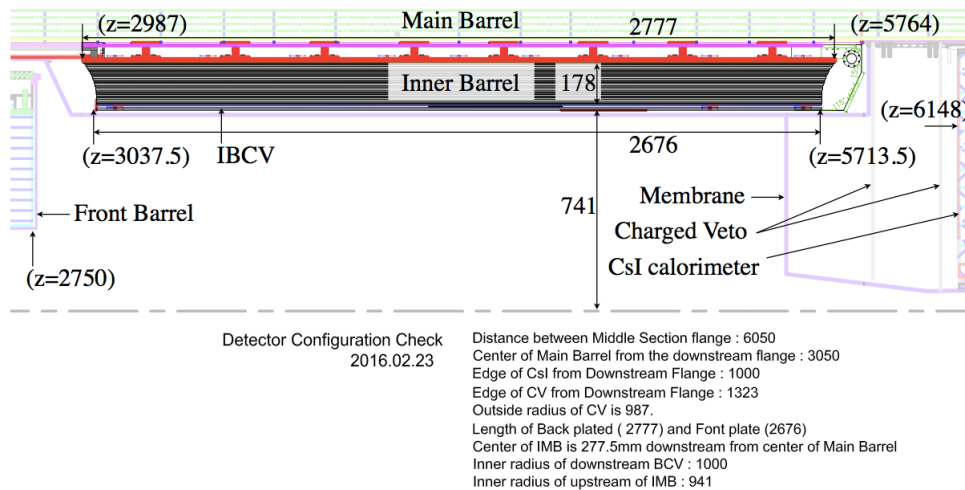 (z=2987)
Main Barrel
2777
(z=5764)
Inner Barrel
178
(z=6148)
(z=3037.5)
IBCV
2676
(z=5713.5)
Membrane
Front Barrel
741
Charged Veto
CsI calorimeter
(z=2750)
Detector Configuration Check
2016.02.23
Distance between Middle Section flange : 6050
Center of Main Barrel from the downstream flange : 3050
Edge of CsI from Downstream Flange : 1000
Edge of CV from Downstream Flange : 1323
Outside radius of CV is 987.
Length of Back plated ( 2777) and Font plate (2676)
Center of IMB is 277.5mm downstream from center of Main Barrel
Inner radius of downstream BCV : 1000
Inner radius of upstream of IMB : 941